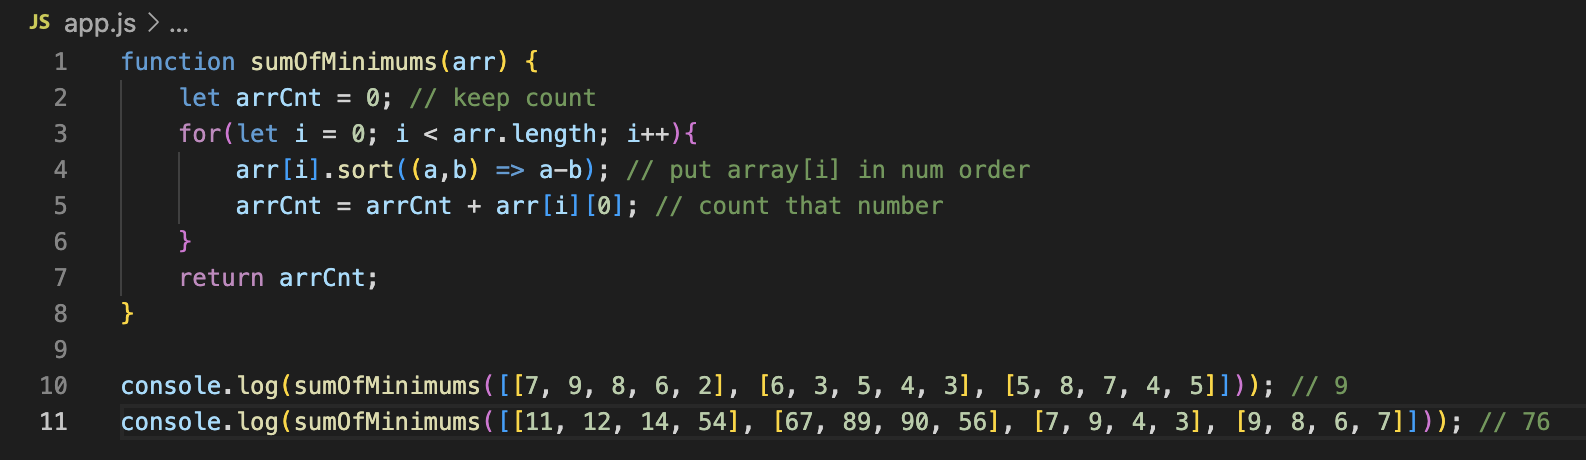 JS app.js > ...
1 function sumOfMinimums(arr) {
2 let arrCnt = 0; // keep count
3 for(let i = 0; i < arr.length; i++){
4 arr[i].sort((a,b) => a-b); // put array[i] in num order
5 arrCnt = arrCnt + arr[i][0]; // count that number
6 }
7 return arrCnt;
8 }
9
10 console.log(sumOfMinimums([[7, 9, 8, 6, 2], [6, 3, 5, 4, 3], [5, 8, 7, 4, 5]])); // 9
11 console.log(sumOfMinimums([[11, 12, 14, 54], [67, 89, 90, 56], [7, 9, 4, 3], [9, 8, 6, 7]])); // 76